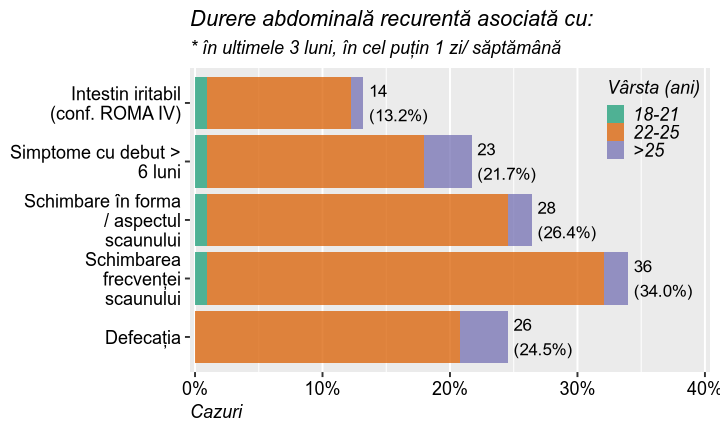 Durere abdominală recurentă asociată cu:
* în ultimele 3 luni, în cel puțin 1 zi/ săptămână
Intestin iritabil
(conf. ROMA IV)
14
(13.2%)
Simptome cu debut >
6 luni
23
(21.7%)
Schimbare în forma
/ aspectul
scaunului
28
(26.4%)
Schimbarea
frecvenței
scaunului
36
(34.0%)
Defecația
26
(24.5%)
Vârsta (ani)
18-21
22-25
>25
0%
10%
20%
30%
40%
Cazuri